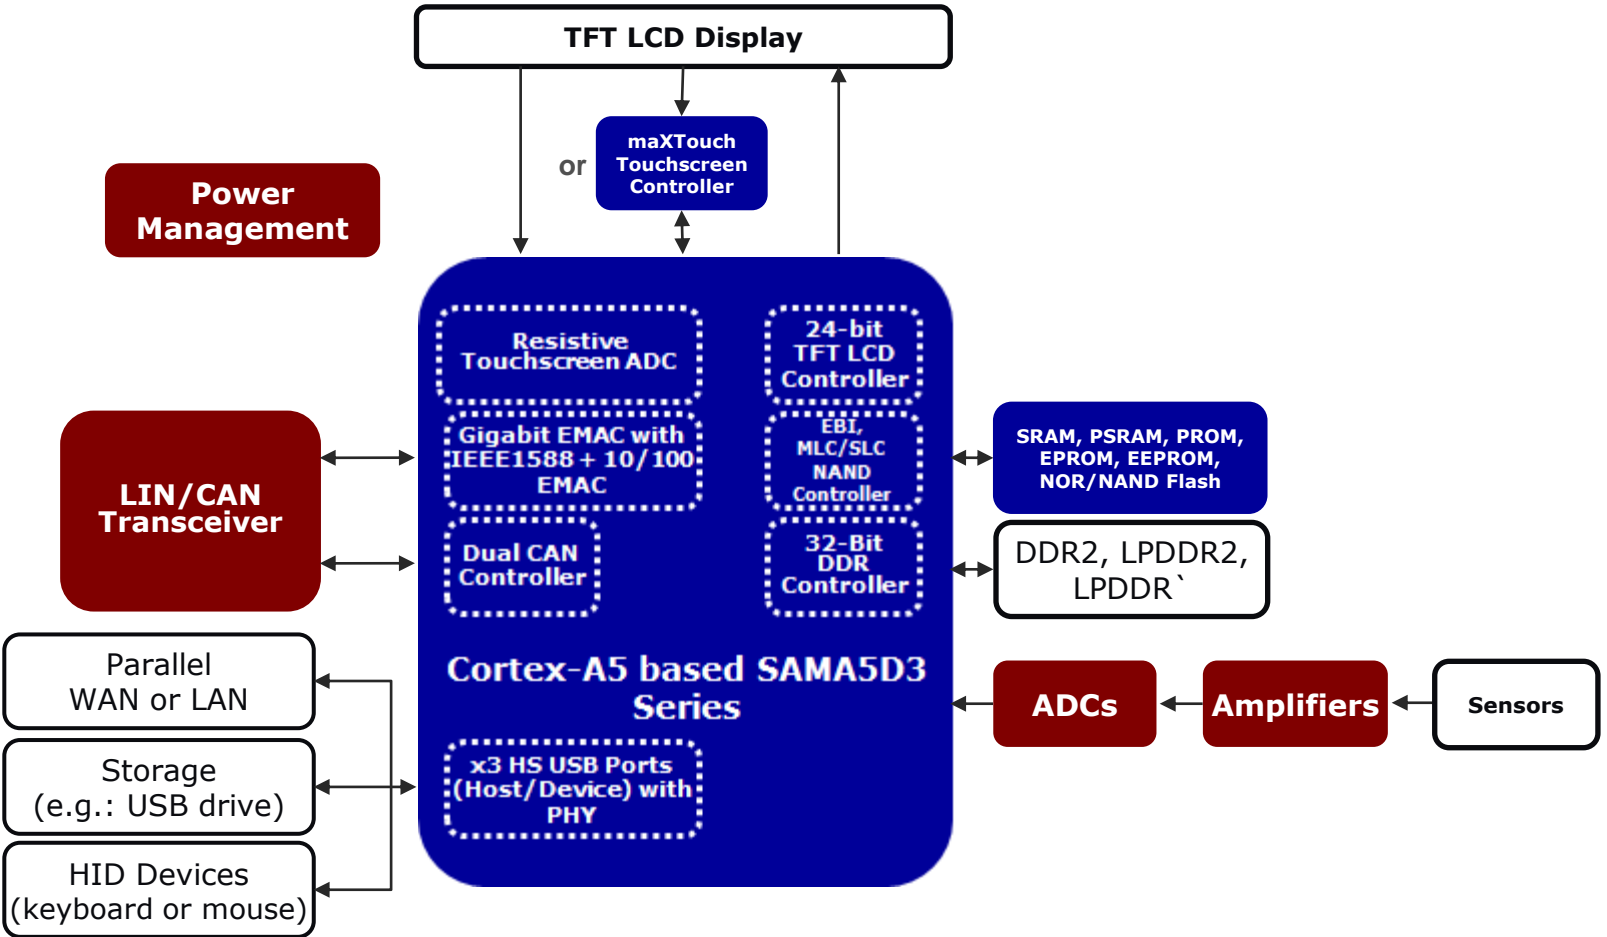 TFT LCD Display
maXTouch
Touchscreen
Controller
or
Power
Management
Resistive
Touchscreen ADC
24-bit
TFT LCD
Controller
Gigabit EMAC with
IEEE1588 + 10/100
EMAC
EBI,
MLC/SLC
NAND
Controller
SRAM, PSRAM, PROM,
EPROM, EEPROM,
NOR/NAND Flash
LIN/CAN
Transceiver
Dual CAN
Controller
32-Bit
DDR
Controller
DDR2, LPDDR2,
LPDDR`
Parallel
WAN or LAN
Cortex-A5 based SAMA5D3
Series
ADCs
Amplifiers
Sensors
Storage
(e.g.: USB drive)
x3 HS USB Ports
(Host/Device) with
PHY
HID Devices
(keyboard or mouse)